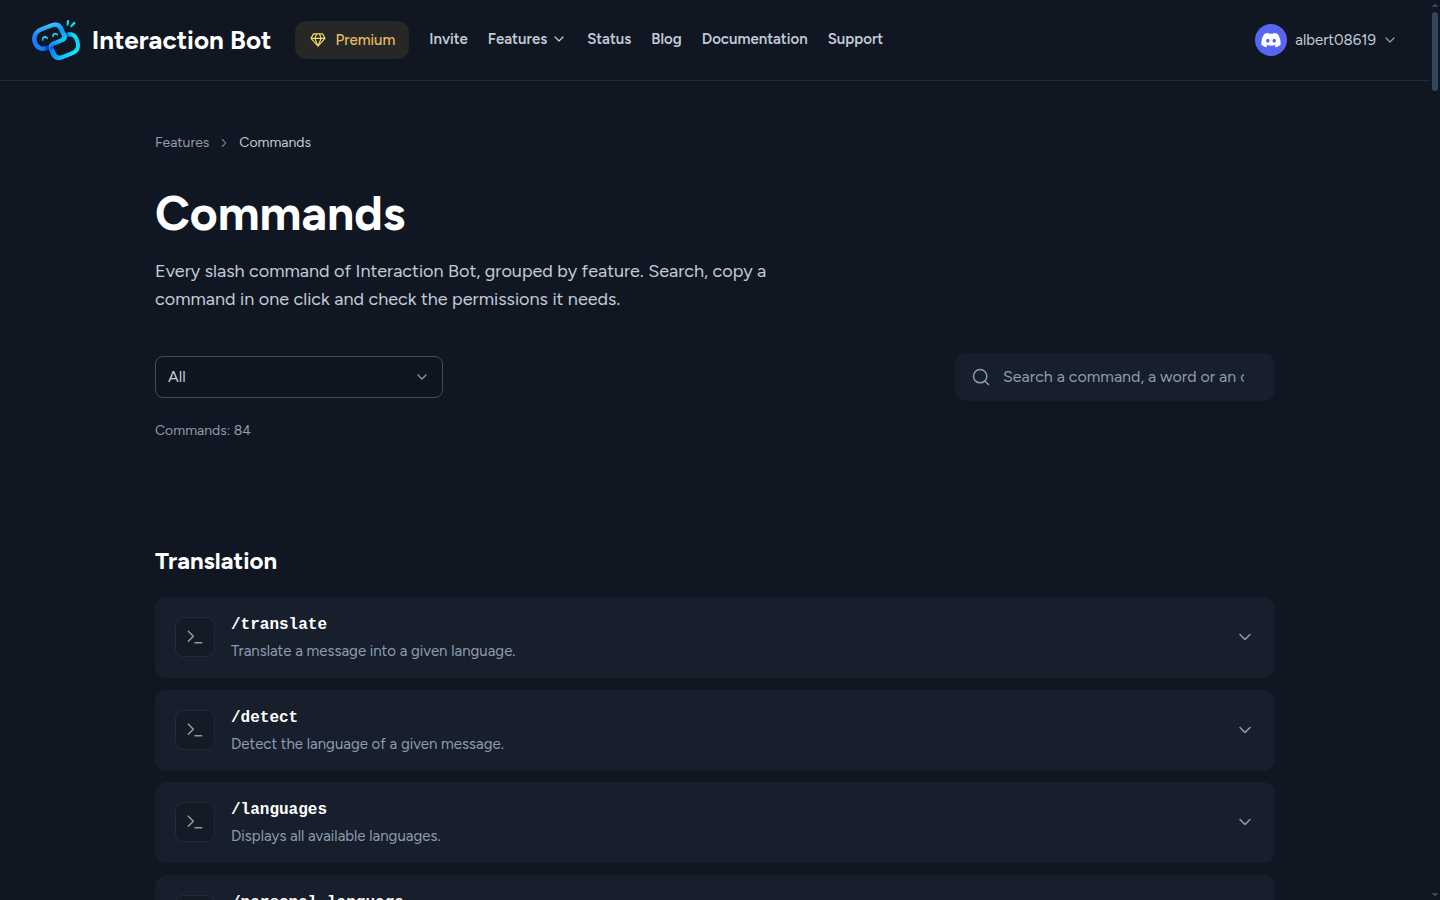 Interaction Bot
Premium
Invite
Features
Status
Blog
Documentation
Support
albert08619
Features > Commands
Commands
Every slash command of Interaction Bot, grouped by feature. Search, copy a
command in one click and check the permissions it needs.
All
Search a command, a word or an
Commands: 84
Translation
/translate
Translate a message into a given language.
/detect
Detect the language of a given message.
/languages
Displays all available languages.